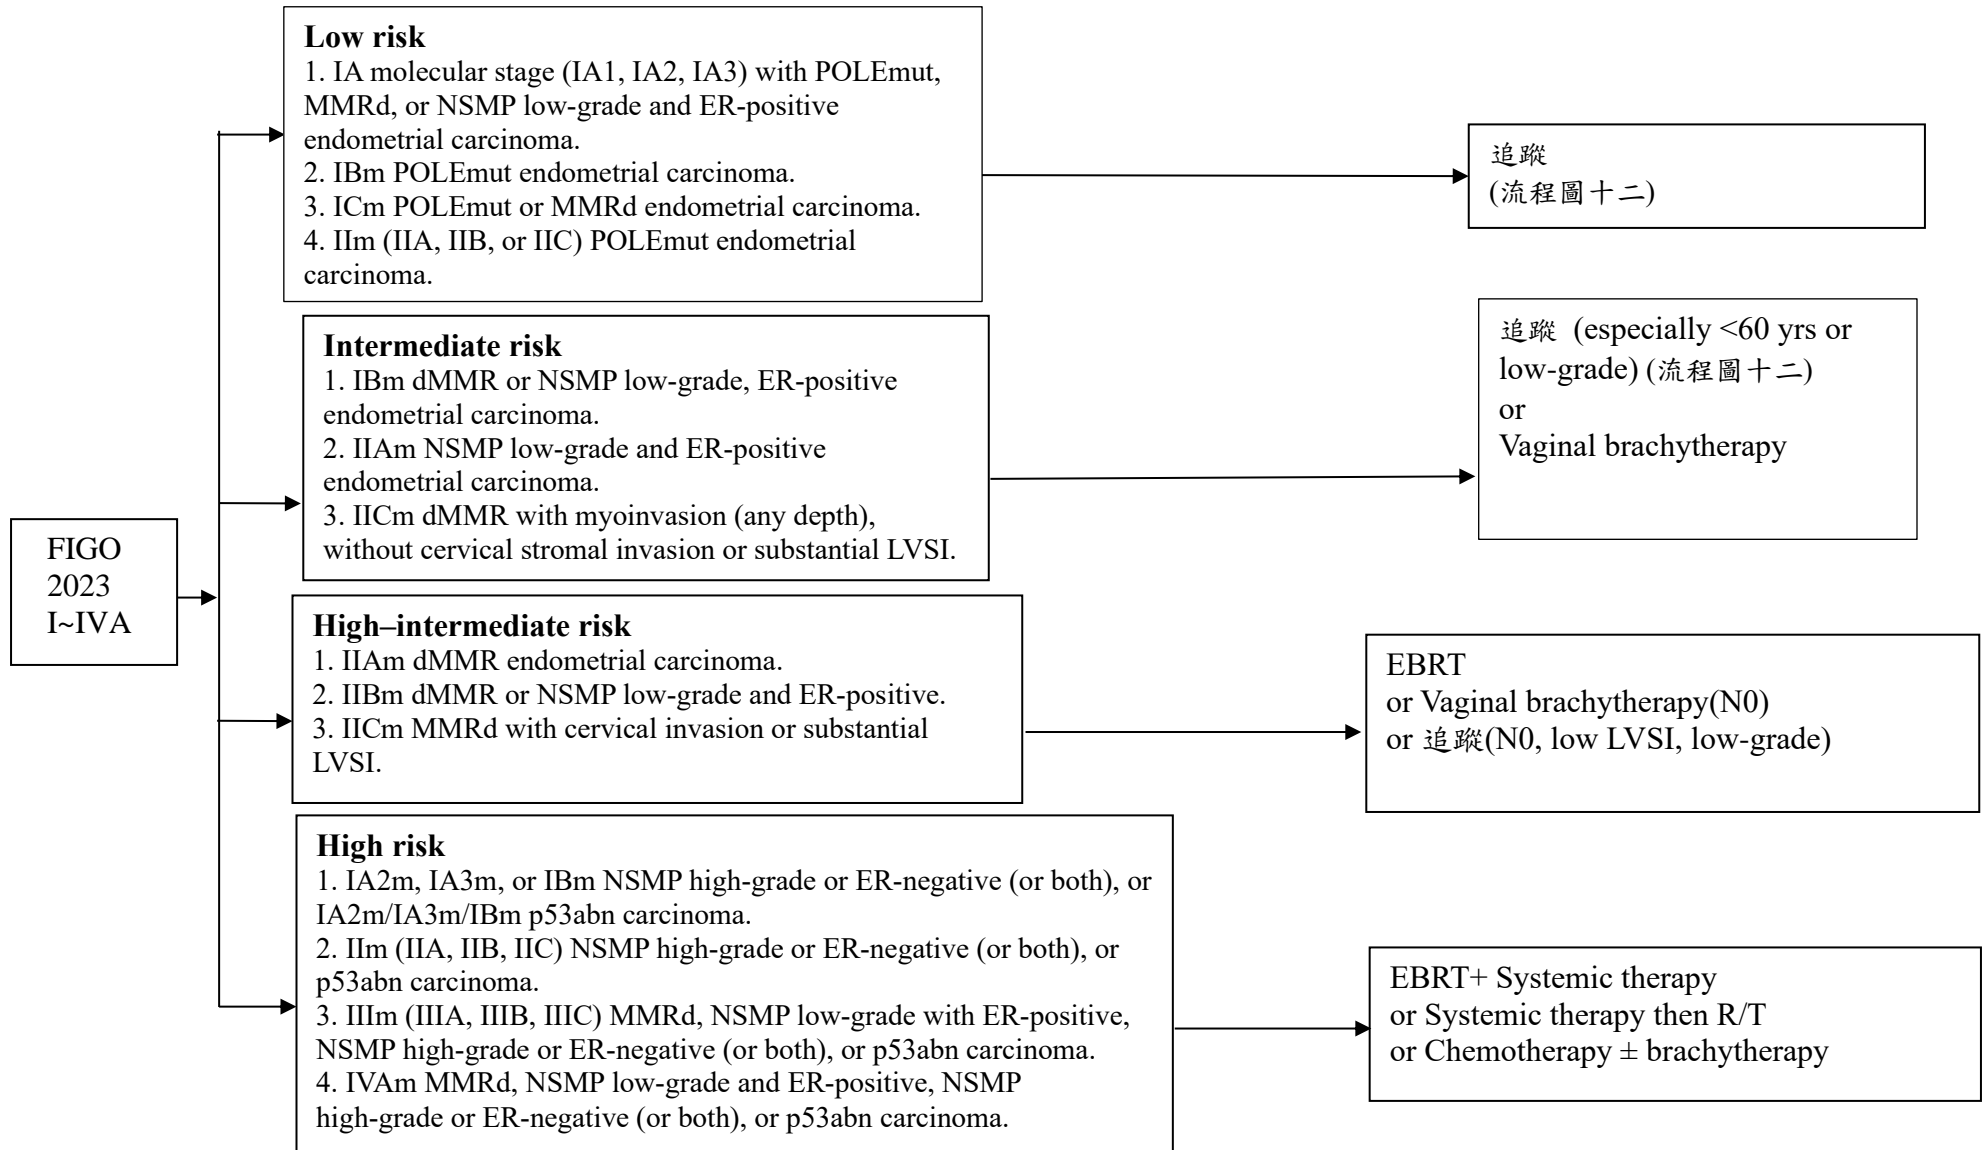 FIGO
2023
I~IVA
Low risk
1. IA molecular stage (IA1, IA2, IA3) with POLEmut,
MMRd, or NSMP low-grade and ER-positive
endometrial carcinoma.
2. IBm POLEmut endometrial carcinoma.
3. ICm POLEmut or MMRd endometrial carcinoma.
4. IIm (IIA, IIB, or IIC) POLEmut endometrial
carcinoma.
追蹤
(流程圖十二)
Intermediate risk
1. IBm dMMR or NSMP low-grade, ER-positive
endometrial carcinoma.
2. IIAm NSMP low-grade and ER-positive
endometrial carcinoma.
3. IICm dMMR with myoinvasion (any depth),
without cervical stromal invasion or substantial LVSI.
追蹤 (especially <60 yrs or
low-grade) (流程圖十二)
or
Vaginal brachytherapy
High–intermediate risk
1. IIAm dMMR endometrial carcinoma.
2. IIBm dMMR or NSMP low-grade and ER-positive.
3. IICm MMRd with cervical invasion or substantial
LVSI.
EBRT
or Vaginal brachytherapy(N0)
or 追蹤(N0, low LVSI, low-grade)
High risk
1. IA2m, IA3m, or IBm NSMP high-grade or ER-negative (or both), or
IA2m/IA3m/IBm p53abn carcinoma.
2. IIm (IIA, IIB, IIC) NSMP high-grade or ER-negative (or both), or
p53abn carcinoma.
3. IIIm (IIIA, IIIB, IIIC) MMRd, NSMP low-grade with ER-positive,
NSMP high-grade or ER-negative (or both), or p53abn carcinoma.
4. IVAm MMRd, NSMP low-grade and ER-positive, NSMP
high-grade or ER-negative (or both), or p53abn carcinoma.
EBRT+ Systemic therapy
or Systemic therapy then R/T
or Chemotherapy ± brachytherapy